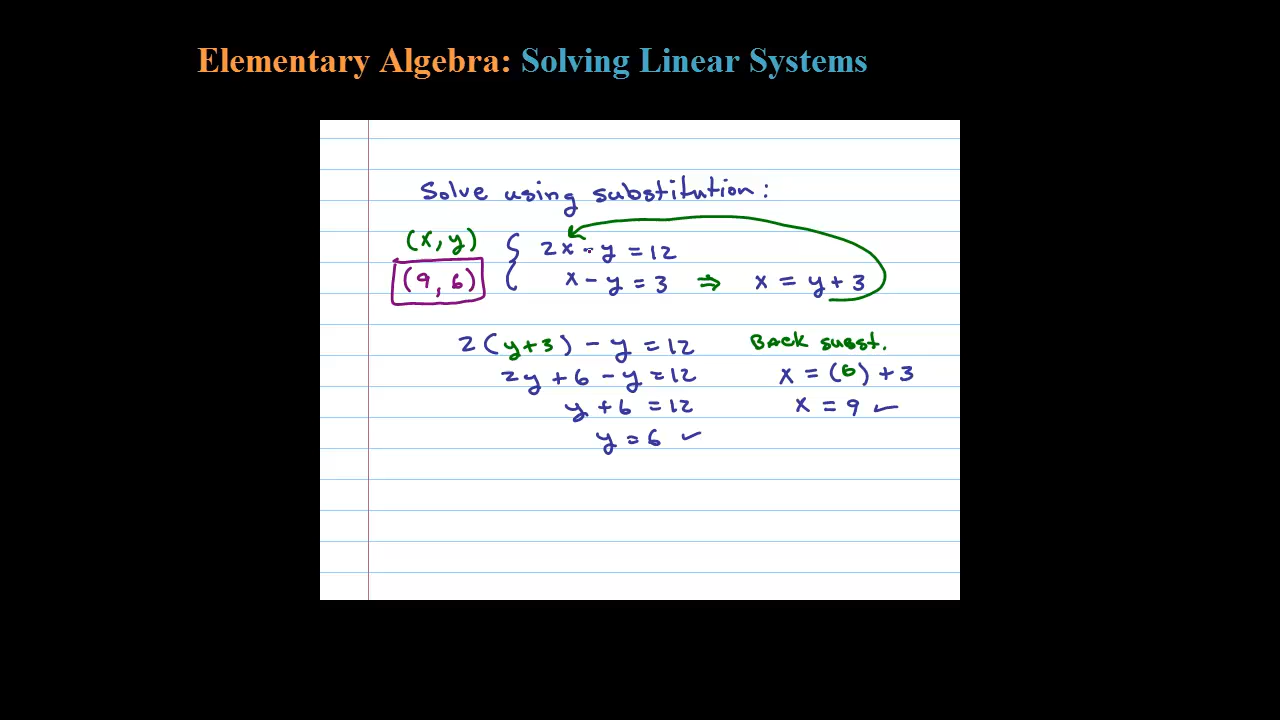 Elementary Algebra: Solving Linear Systems
Solve using substitution:
(x, y)
(9, 6)
{ 2x - y = 12
x - y = 3 ⇒ x = y + 3
2(y+3) - y = 12
2y + 6 - y = 12
y + 6 = 12
y = 6 ✓
Back subst.
x = (6) + 3
x = 9 ✓